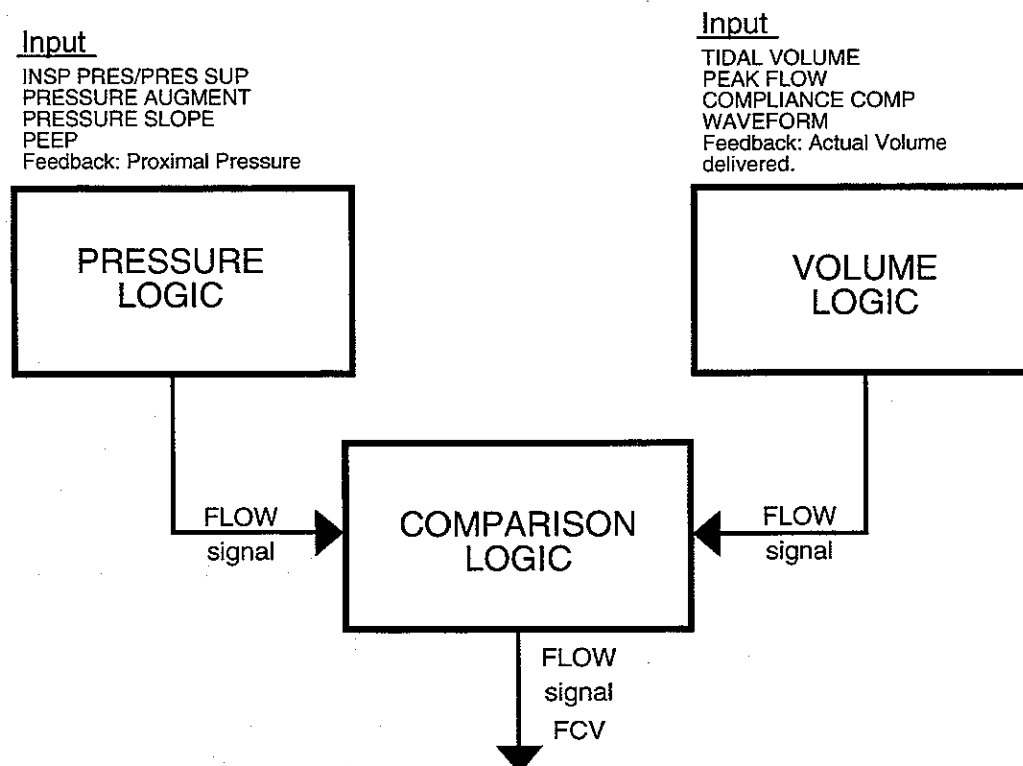 Input
INSP PRES/PRES SUP
PRESSURE AUGMENT
PRESSURE SLOPE
PEEP
Feedback: Proximal Pressure
PRESSURE
LOGIC
Input
TIDAL VOLUME
PEAK FLOW
COMPLIANCE COMP
WAVEFORM
Feedback: Actual Volume
delivered.
VOLUME
LOGIC
FLOW
signal
COMPARISON
LOGIC
FLOW
signal
FLOW
signal
FCV